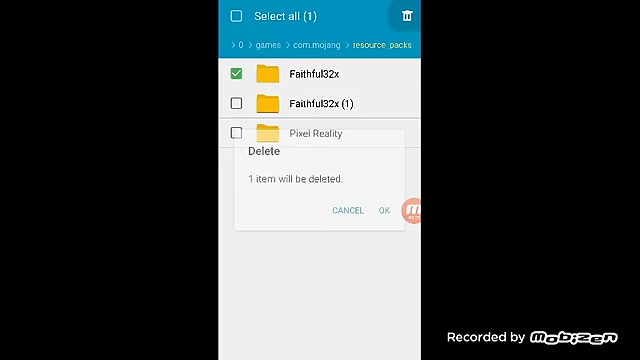 Select all (1)
> 0 > games > com.mojang > resource_packs
Faithful32x
Faithful32x (1)
Pixel Reality
Delete
1 item will be deleted.
CANCEL OK
Recorded by Mobizen